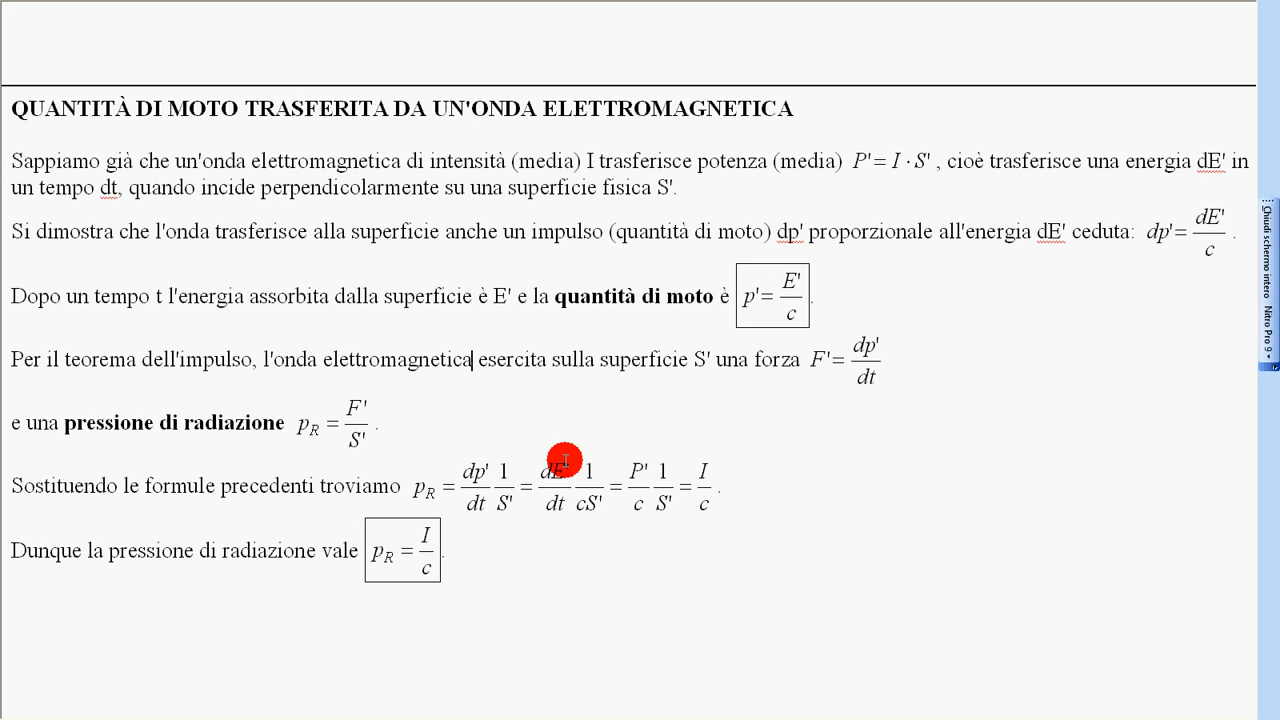 QUANTITÀ DI MOTO TRASFERITA DA UN'ONDA ELETTROMAGNETICA
Sappiamo già che un'onda elettromagnetica di intensità (media) I trasferisce potenza (media) P'= I · S' , cioè trasferisce una energia dE' in
un tempo dt, quando incide perpendicolarmente su una superficie fisica S'.
Si dimostra che l'onda trasferisce alla superficie anche un impulso (quantità di moto) dp' proporzionale all'energia dE' ceduta: dp'= dE'/c .
Dopo un tempo t l'energia assorbita dalla superficie è E' e la quantità di moto è p'= E'/c .
Per il teorema dell'impulso, l'onda elettromagnetica esercita sulla superficie S' una forza F'= dp'/dt
e una pressione di radiazione p_R = F'/S' .
Sostituendo le formule precedenti troviamo p_R = dp'/dt 1/S' = dE'/dt 1/cS' = P'/c 1/S' = I/c .
Dunque la pressione di radiazione vale p_R = I/c .
Chiudi schermo intero Nitro Pro 9